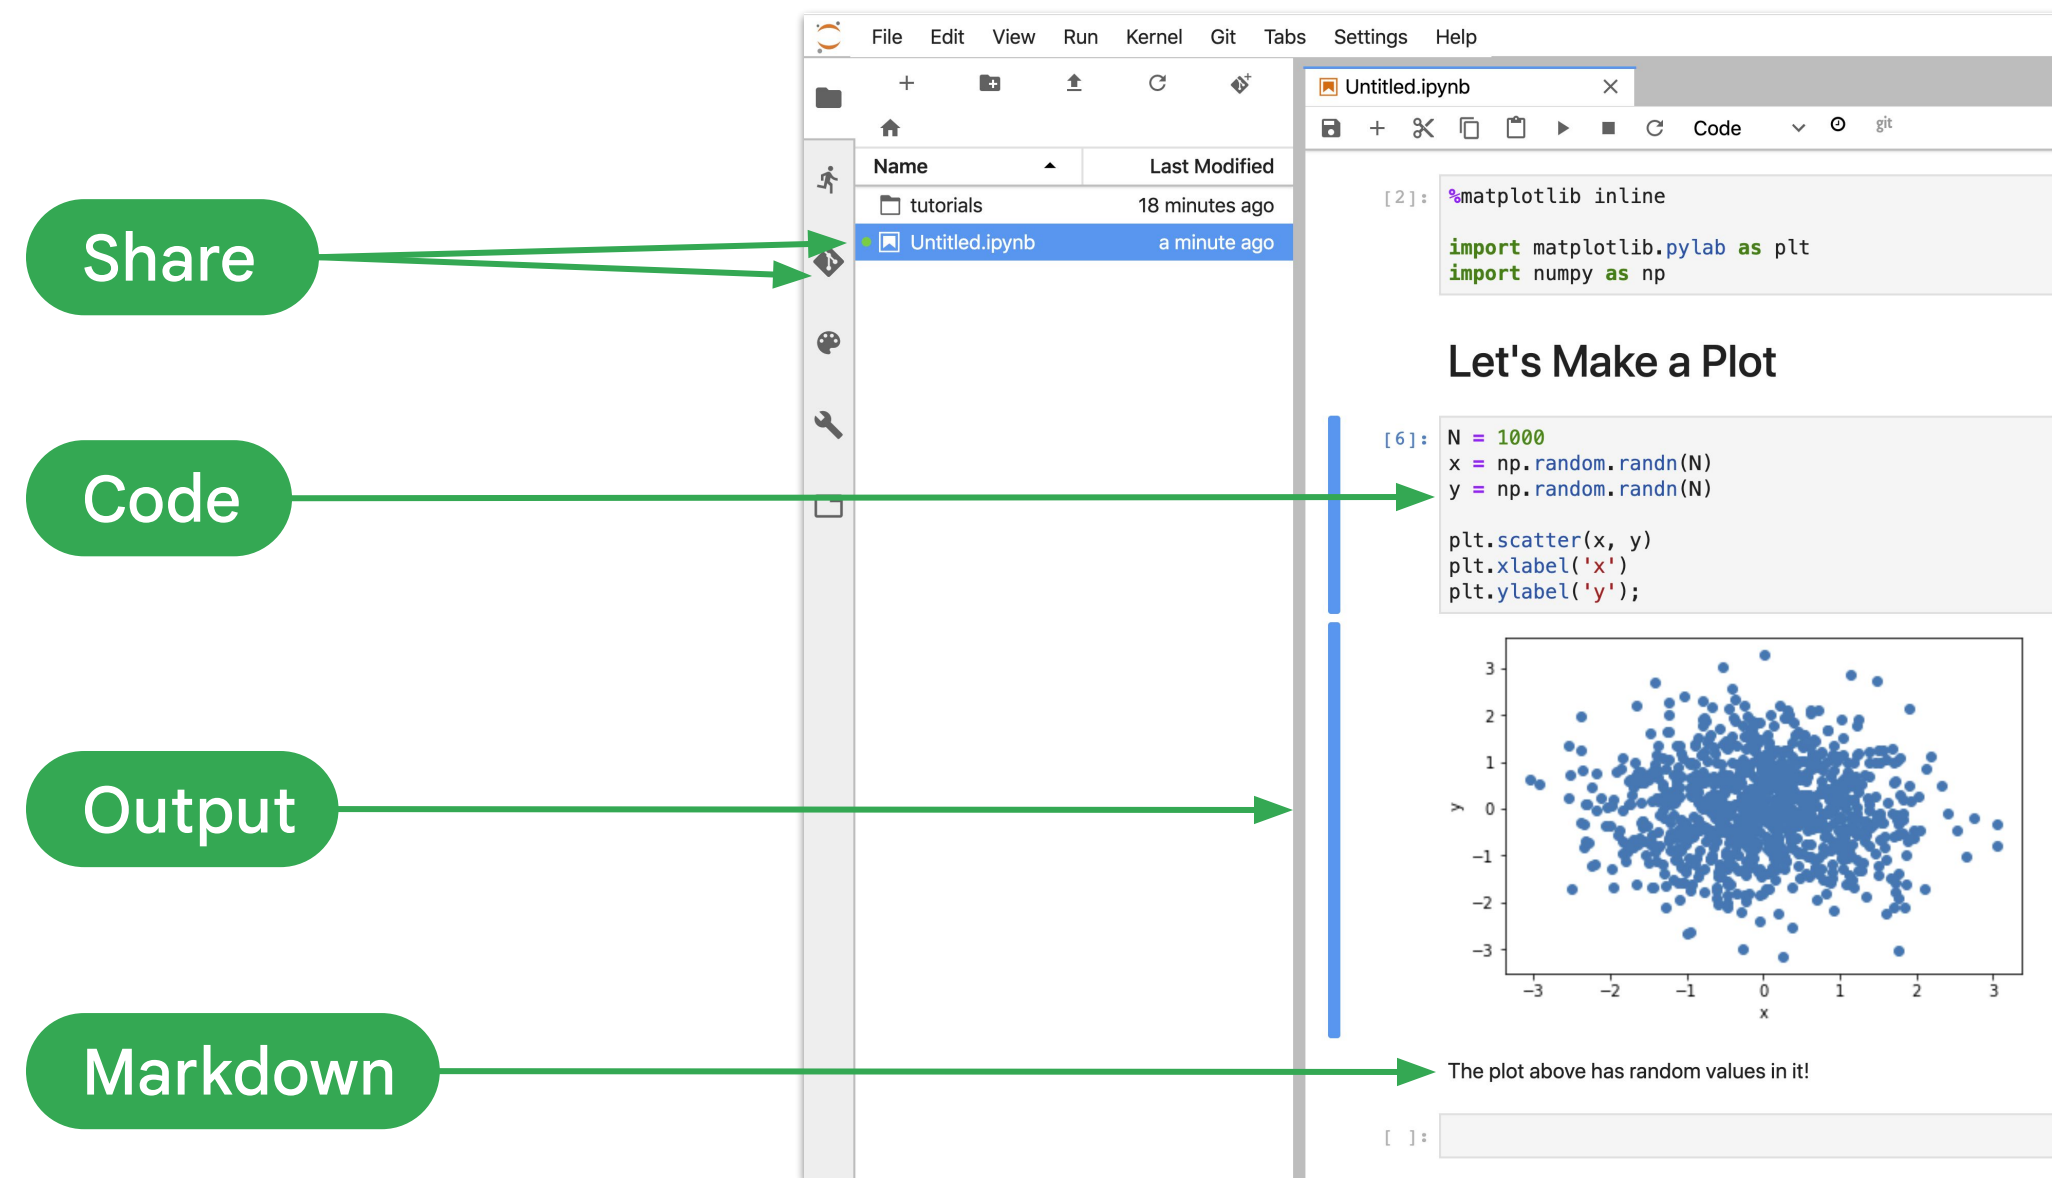 File Edit View Run Kernel Git Tabs Settings Help
Untitled.ipynb
Code
git
Name Last Modified
tutorials 18 minutes ago
Untitled.ipynb a minute ago
Share
Code
Output
Markdown
[2]:
%matplotlib inline
import matplotlib.pylab as plt
import numpy as np
Let's Make a Plot
[6]:
N = 1000
x = np.random.randn(N)
y = np.random.randn(N)
plt.scatter(x, y)
plt.xlabel('x')
plt.ylabel('y');
3
2
1
0
−1
−2
−3
y
−3 −2 −1 0 1 2 3
x
The plot above has random values in it!
[ ]: